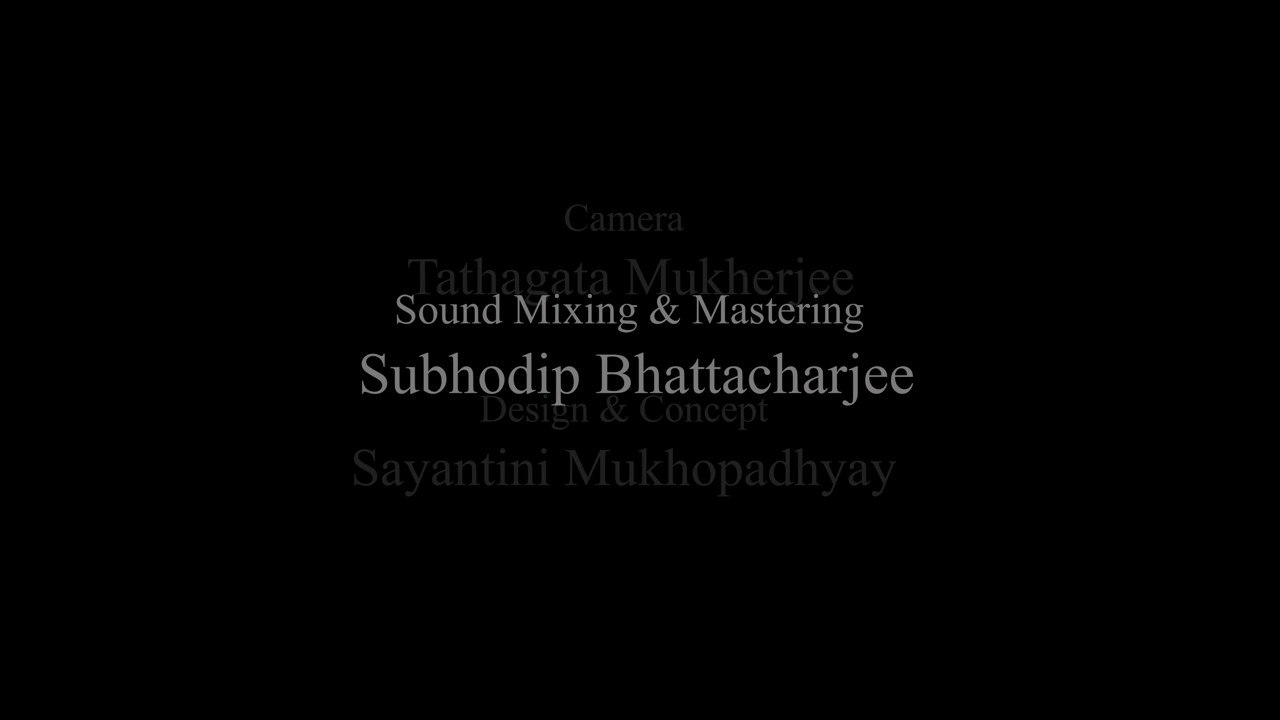 Camera
Tathagata Mukherjee
Sound Mixing & Mastering
Subhodip Bhattacharjee
Design & Concept
Sayantini Mukhopadhyay